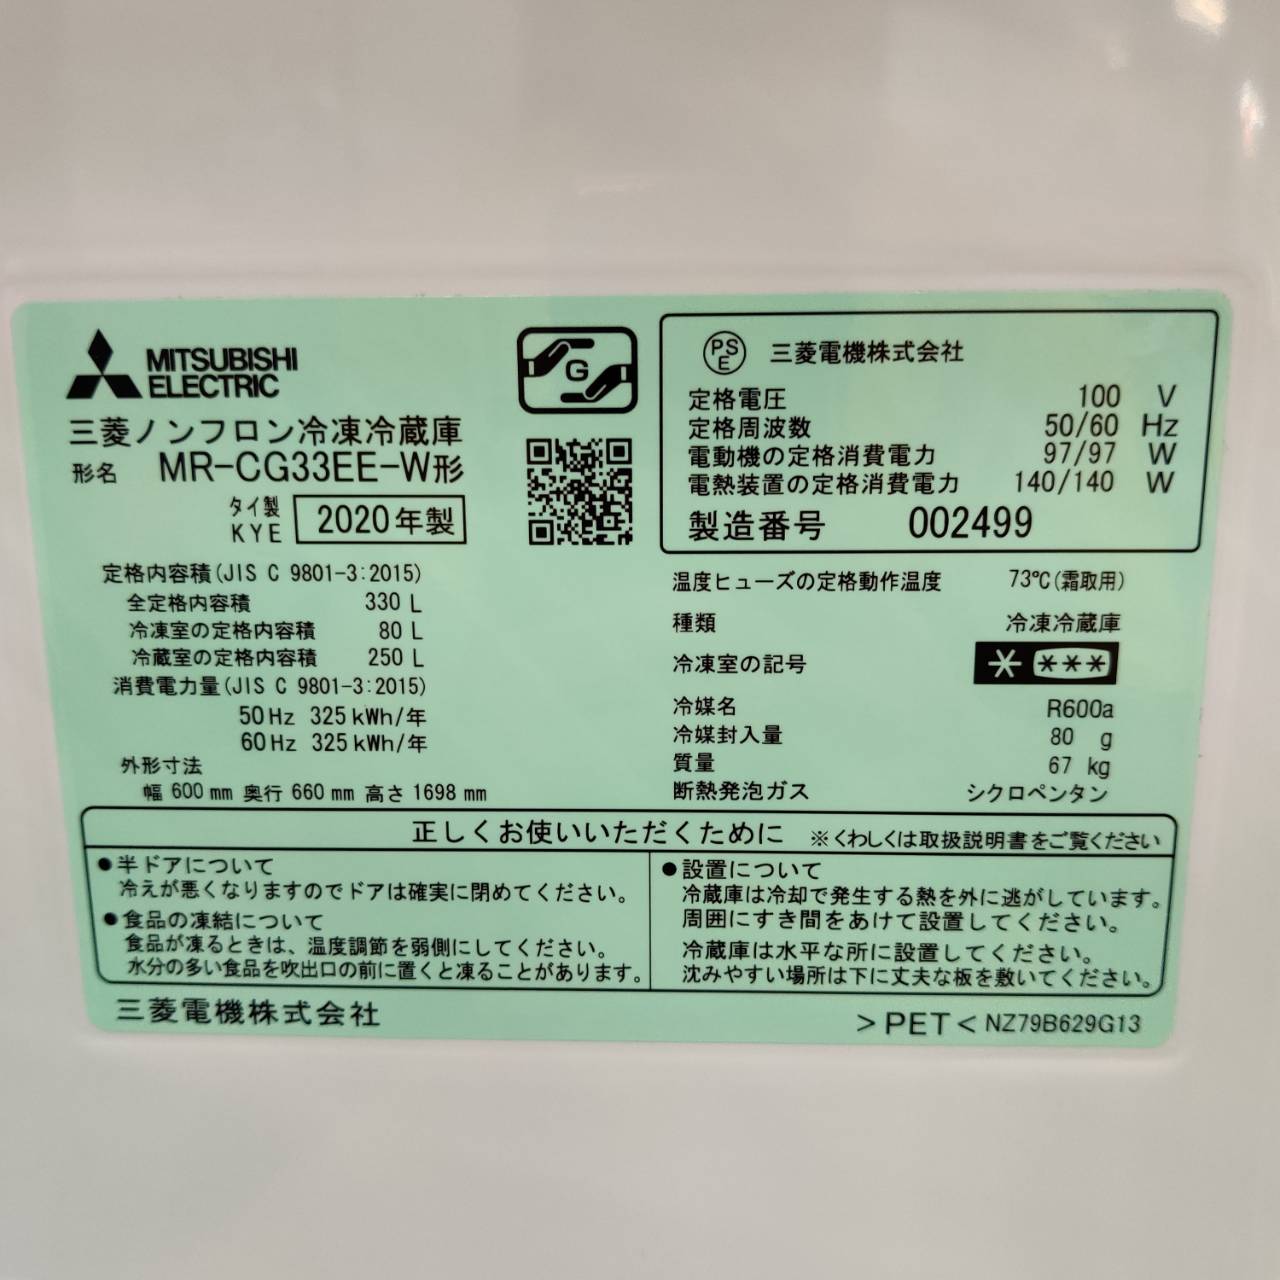 MITSUBISHI
ELECTRIC
三菱ノンフロン冷凍冷蔵庫
形名 MR-CG33EE-W形
タイ製
KYE
2020年製
G
定格内容積(JIS C 9801-3:2015)
全定格内容積 330 L
冷凍室の定格内容積 80 L
冷蔵室の定格内容積 250 L
消費電力量(JIS C 9801-3:2015)
50Hz 325kWh/年
60Hz 325kWh/年
外形寸法
幅 600mm 奥行 660mm 高さ 1698mm
PSE 三菱電機株式会社
定格電圧 100 V
定格周波数 50/60 Hz
電動機の定格消費電力 97/97 W
電熱装置の定格消費電力 140/140 W
製造番号 002499
温度ヒューズの定格動作温度 73℃(霜取用)
種類 冷凍冷蔵庫
冷凍室の記号 * ***
冷媒名 R600a
冷媒封入量 80 g
質量 67 kg
断熱発泡ガス シクロペンタン
正しくお使いいただくために ※くわしくは取扱説明書をご覧ください
●半ドアについて
冷えが悪くなりますのでドアは確実に閉めてください。
●食品の凍結について
食品が凍るときは、温度調節を弱側にしてください。
水分の多い食品を吹出口の前に置くと凍ることがあります。
●設置について
冷蔵庫は冷却で発生する熱を外に逃がしています。
周囲にすき間をあけて設置してください。
冷蔵庫は水平な所に設置してください。
沈みやすい場所は下に丈夫な板を敷いてください。
三菱電機株式会社
>PET< NZ79B629G13